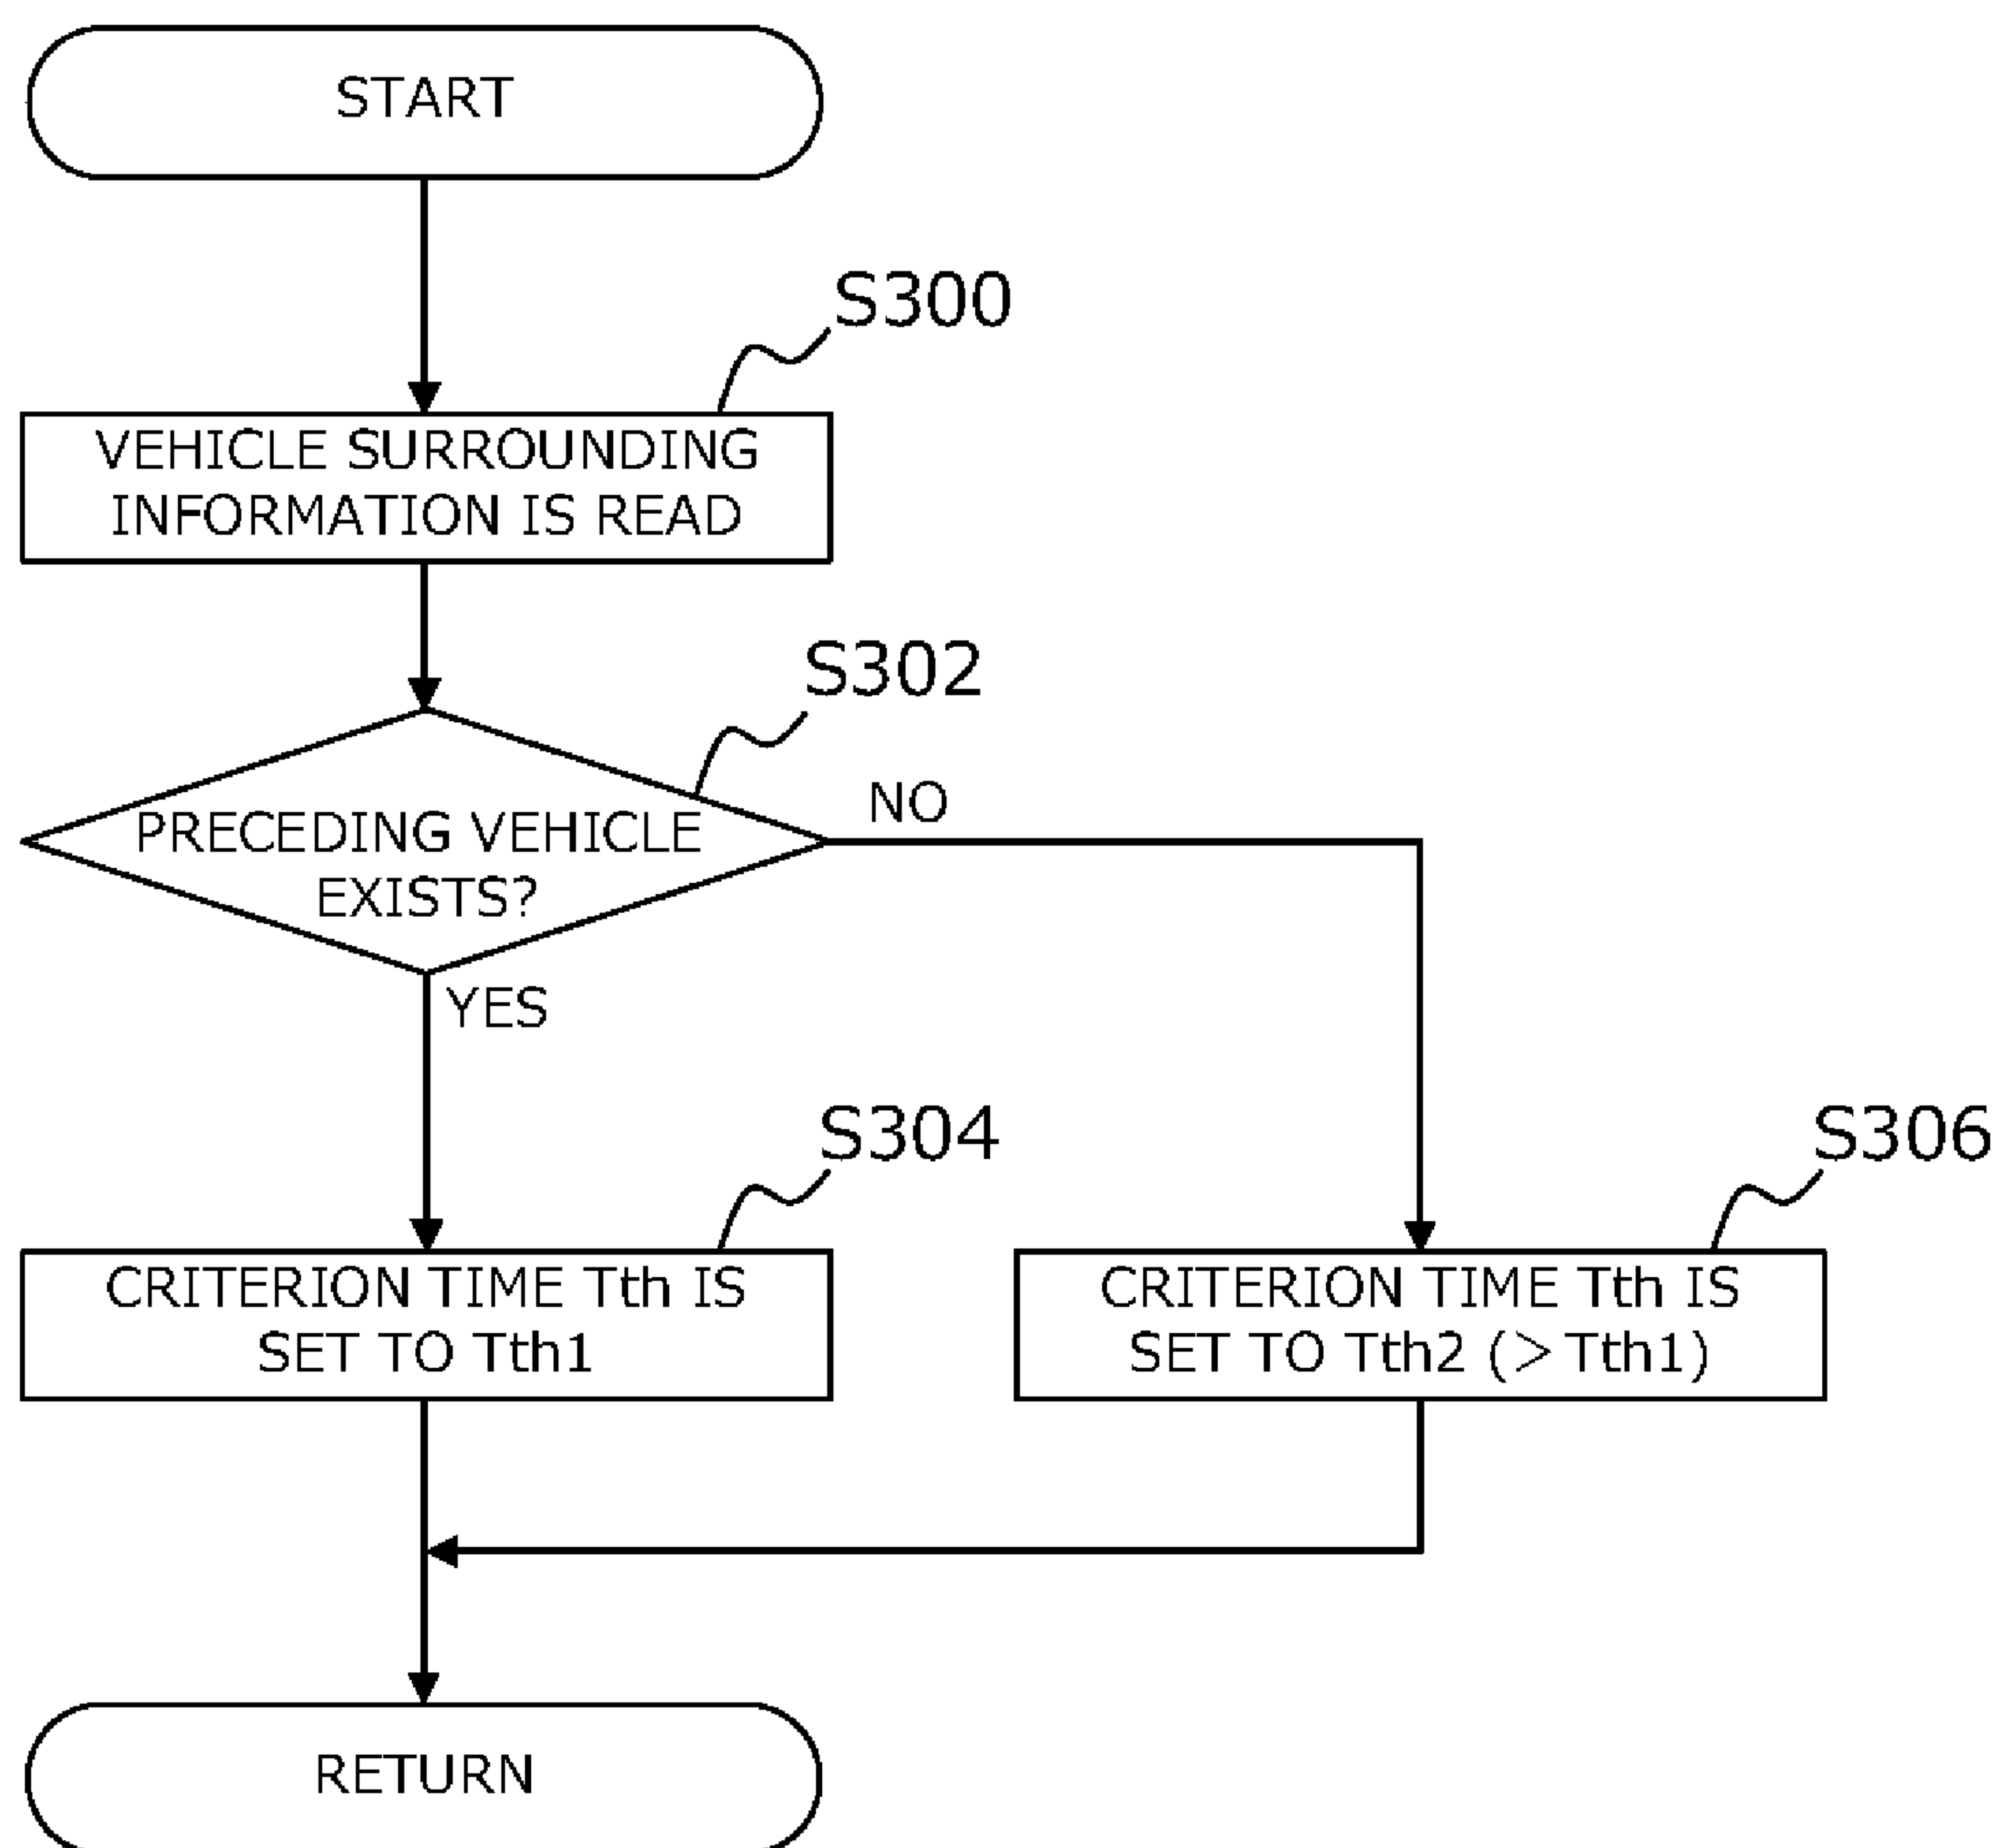 START
S300
VEHICLE SURROUNDING
INFORMATION IS READ
S302
NO
PRECEDING VEHICLE
EXISTS?
YES
S304
S306
CRITERION TIME Tth IS
SET TO Tth1
CRITERION TIME Tth IS
SET TO Tth2 (> Tth1)
RETURN